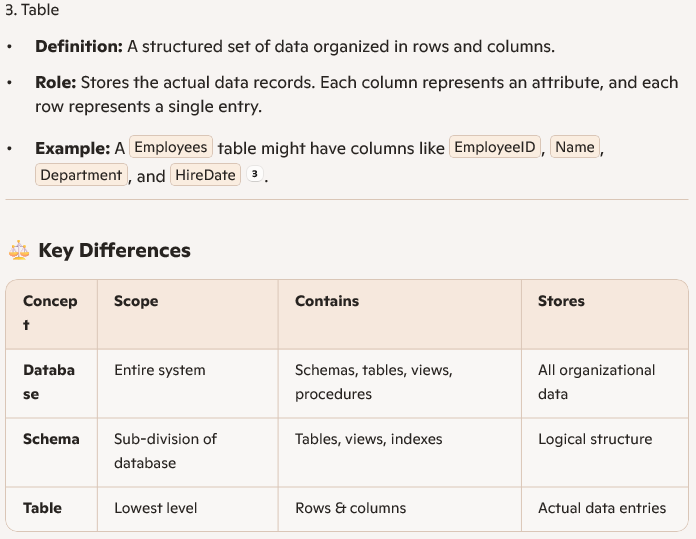 3. Table
• Definition: A structured set of data organized in rows and columns.
• Role: Stores the actual data records. Each column represents an attribute, and each
row represents a single entry.
• Example: A Employees table might have columns like EmployeeID, Name,
Department, and HireDate 3.
⚖️ Key Differences
Concep Scope Contains Stores
t
Databa Entire system Schemas, tables, views, All organizational
se procedures data
Schema Sub-division of Tables, views, indexes Logical structure
database
Table Lowest level Rows & columns Actual data entries